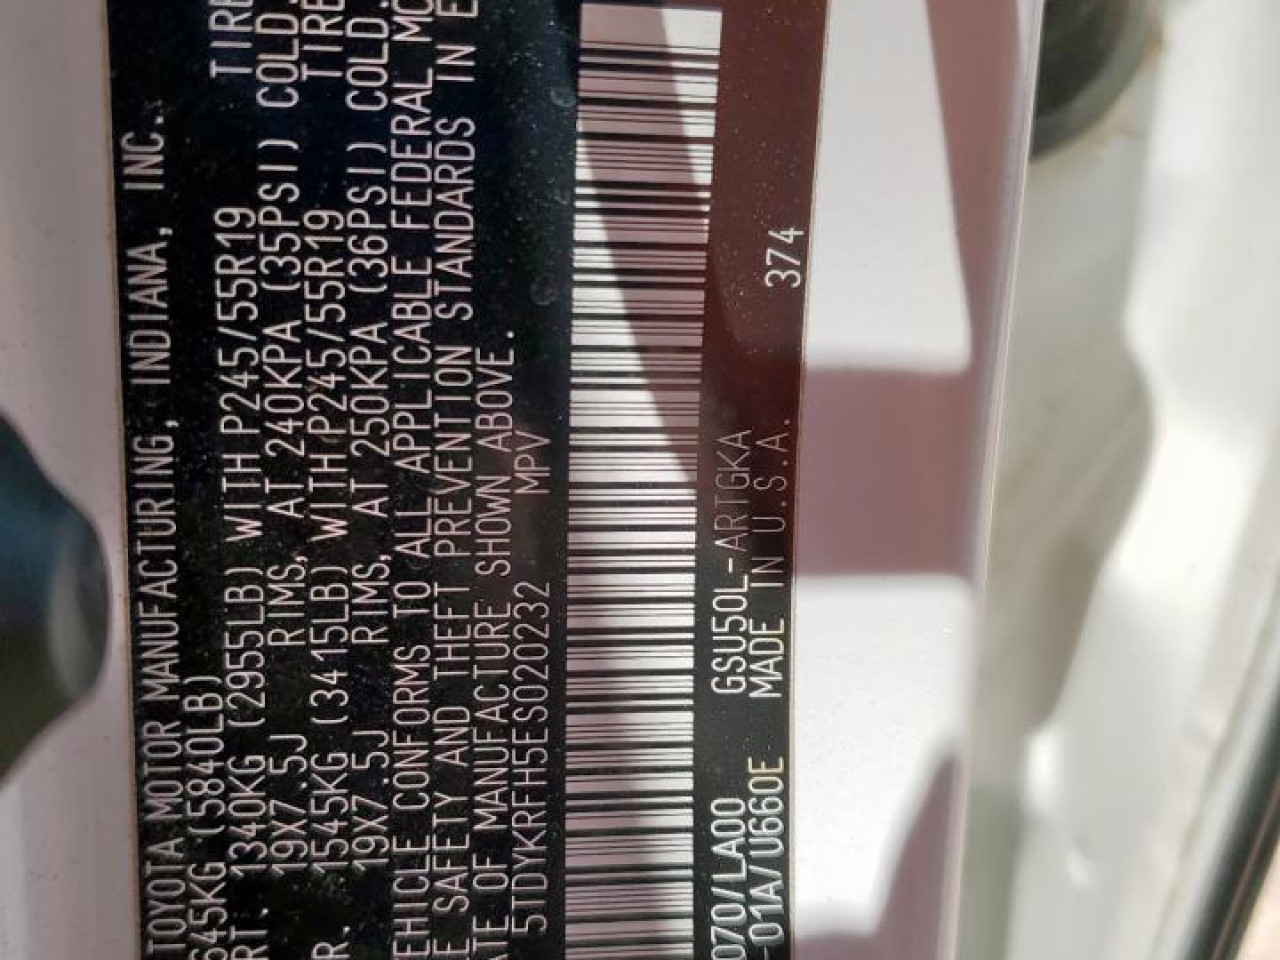 TOYOTA MOTOR MANUFACTURING, INDIANA, INC.
645KG (5840LB)
RT. 1340KG (2955LB) WITH P245/55R19 TIRE
19X7.5J RIMS, AT 240KPA (35PSI) COLD.
R. 1545KG (3415LB) WITH P245/55R19 TIRE
19X7.5J RIMS, AT 250KPA (36PSI) COLD.
EHICLE CONFORMS TO ALL APPLICABLE FEDERAL MO
E SAFETY AND THEFT PREVENTION STANDARDS IN E
ATE OF MANUFACTURE SHOWN ABOVE.
5TDYKRFH5ES020232 MPV
070/LA00 GSU50L-ARTGKA
-01A/U660E MADE IN U.S.A. 374